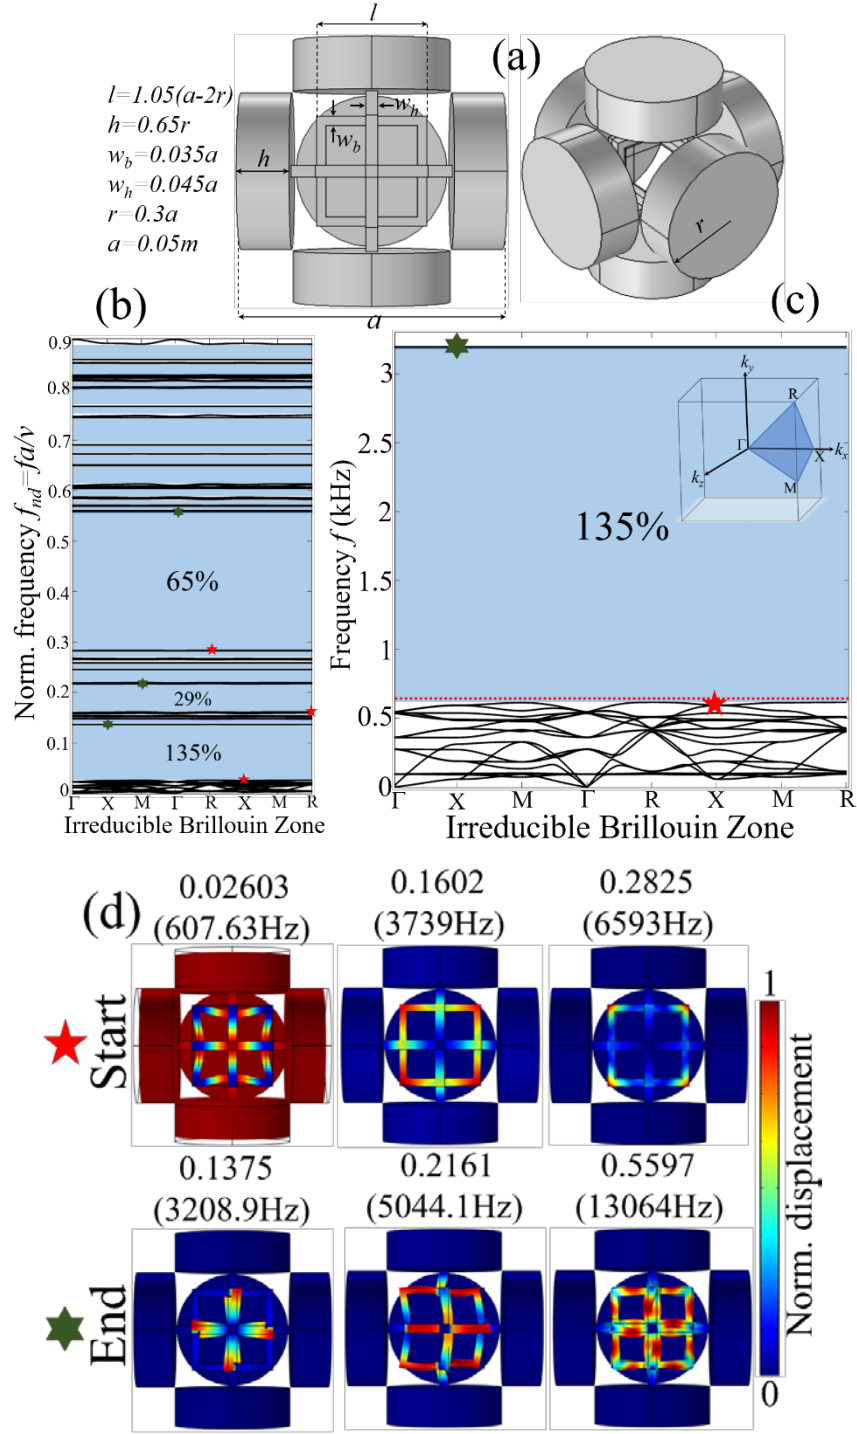 (a)
l
l=1.05(a-2r)
h=0.65r
w_b=0.035a
w_h=0.045a
r=0.3a
a=0.05m
w_h
w_b
h
r
a
(b)
0.9
0.8
0.7
0.6
0.5
0.4
0.3
0.2
0.1
0
Norm. frequency f_nd=fa/v
65%
29%
135%
Γ X M Γ R X M R
Irreducible Brillouin Zone
(c)
3
2.5
2
1.5
1
0.5
0
Frequency f (kHz)
135%
k_y
R
Γ
X
k_x
k_z
M
Γ X M Γ R X M R
Irreducible Brillouin Zone
(d)
0.02603
(607.63Hz)
0.1602
(3739Hz)
0.2825
(6593Hz)
Start
0.1375
(3208.9Hz)
0.2161
(5044.1Hz)
0.5597
(13064Hz)
End
1
Norm. displacement
0